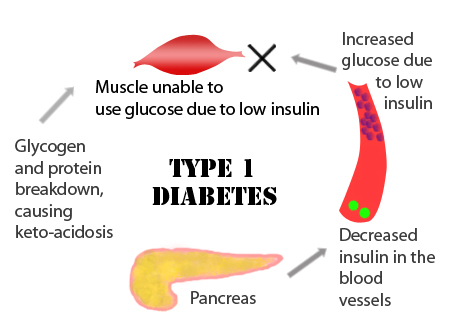 Increased
glucose due
to low
insulin
Muscle unable to
use glucose due to low insulin
Glycogen
and protein
breakdown,
causing
keto-acidosis
TYPE 1
DIABETES
Decreased
insulin in the
blood
vessels
Pancreas